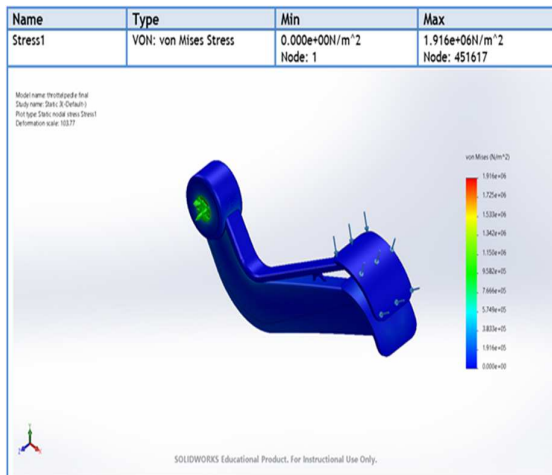 Name Type Min Max
Stress1 VON: von Mises Stress 0.000e+00N/m^2 1.916e+06N/m^2
Node: 1 Node: 451617
Model name: throttlpedle final
Study name: Static 3(-Default-)
Plot type: Static nodal stress Stress1
Deformation scale: 103.77
von Mises (N/m^2)
1.916e+06
1.725e+06
1.533e+06
1.342e+06
1.150e+06
9.582e+05
7.666e+05
5.749e+05
3.833e+05
1.916e+05
0.000e+00
SOLIDWORKS Educational Product. For Instructional Use Only.